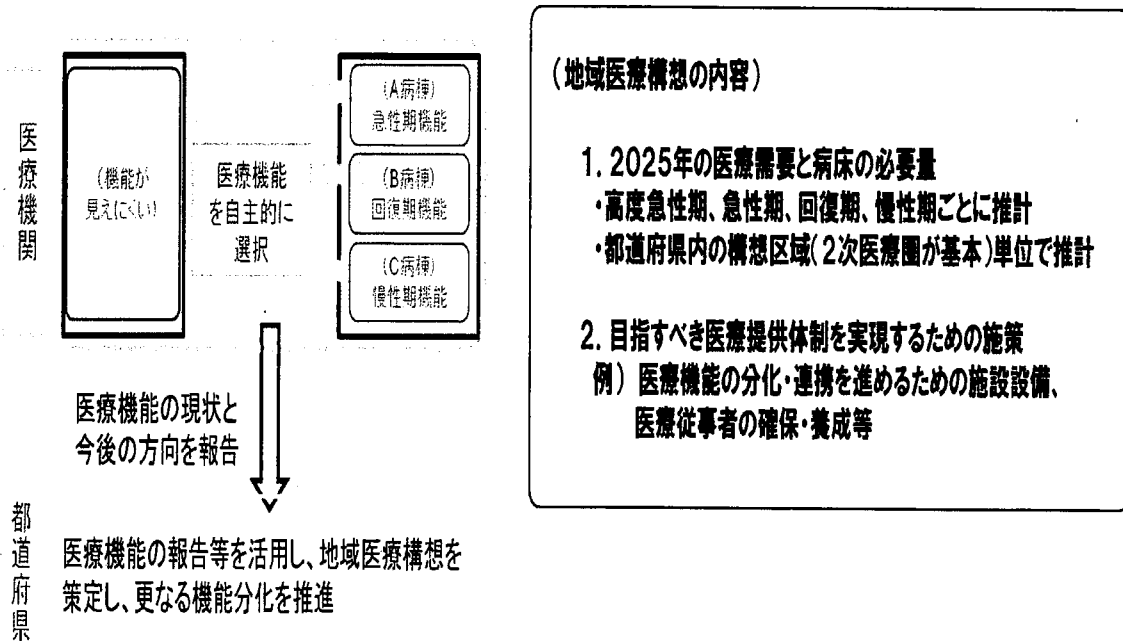 医療機関
(機能が
見えにくい)
医療機能
を自主的に
選択
(A病棟)
急性期機能
(B病棟)
回復期機能
(C病棟)
慢性期機能
医療機能の現状と
今後の方向を報告
都道府県
医療機能の報告等を活用し、地域医療構想を
策定し、更なる機能分化を推進
(地域医療構想の内容)
1. 2025年の医療需要と病床の必要量
・高度急性期、急性期、回復期、慢性期ごとに推計
・都道府県内の構想区域(2次医療圏が基本)単位で推計
2. 目指すべき医療提供体制を実現するための施策
例) 医療機能の分化・連携を進めるための施設設備、
医療従事者の確保・養成等